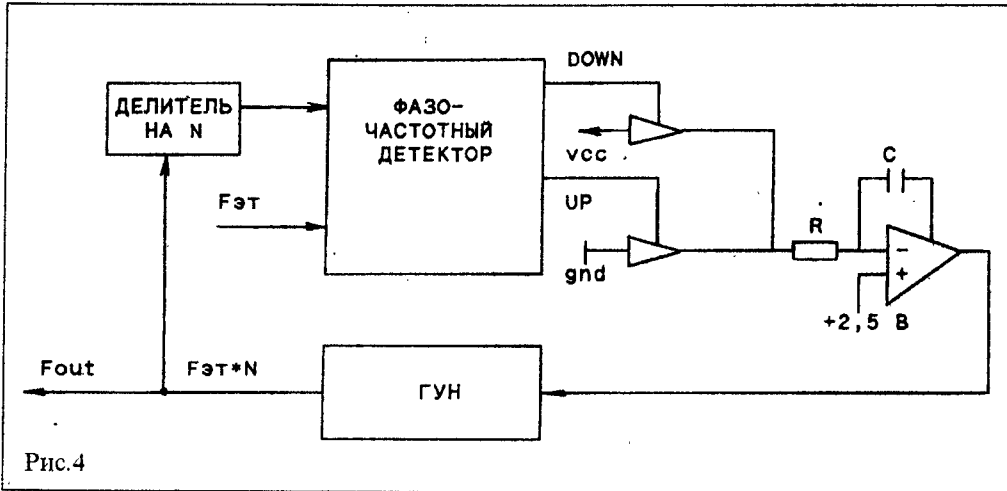 DOWN
ДЕЛИТЕЛЬ
НА N
ФАЗО-
ЧАСТОТНЫЙ
ДЕТЕКТОР
vcc
C
UP
Fэт
R
gnd
-
+
+2,5 В
Fout
Fэт*N
ГУН
Рис.4